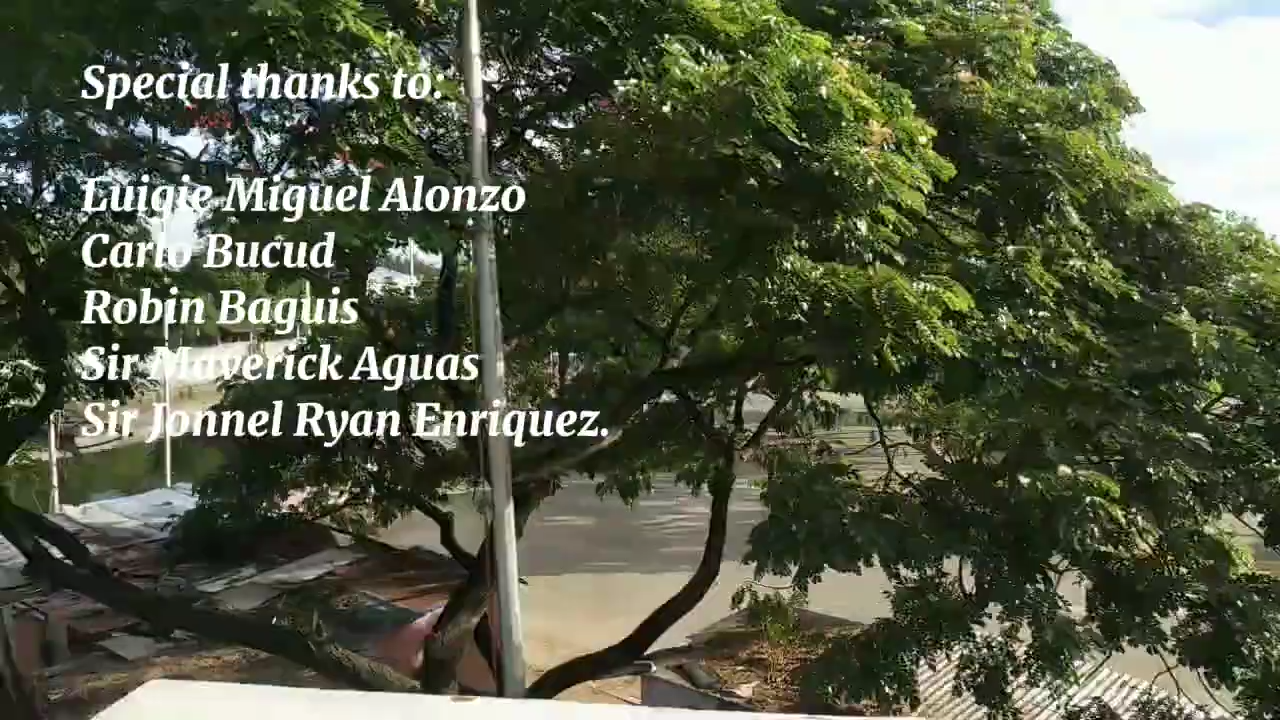 Special thanks to:
Luigie Miguel Alonzo
Carlo Bucud
Robin Baguis
Sir Maverick Aguas
Sir Jonnel Ryan Enriquez.